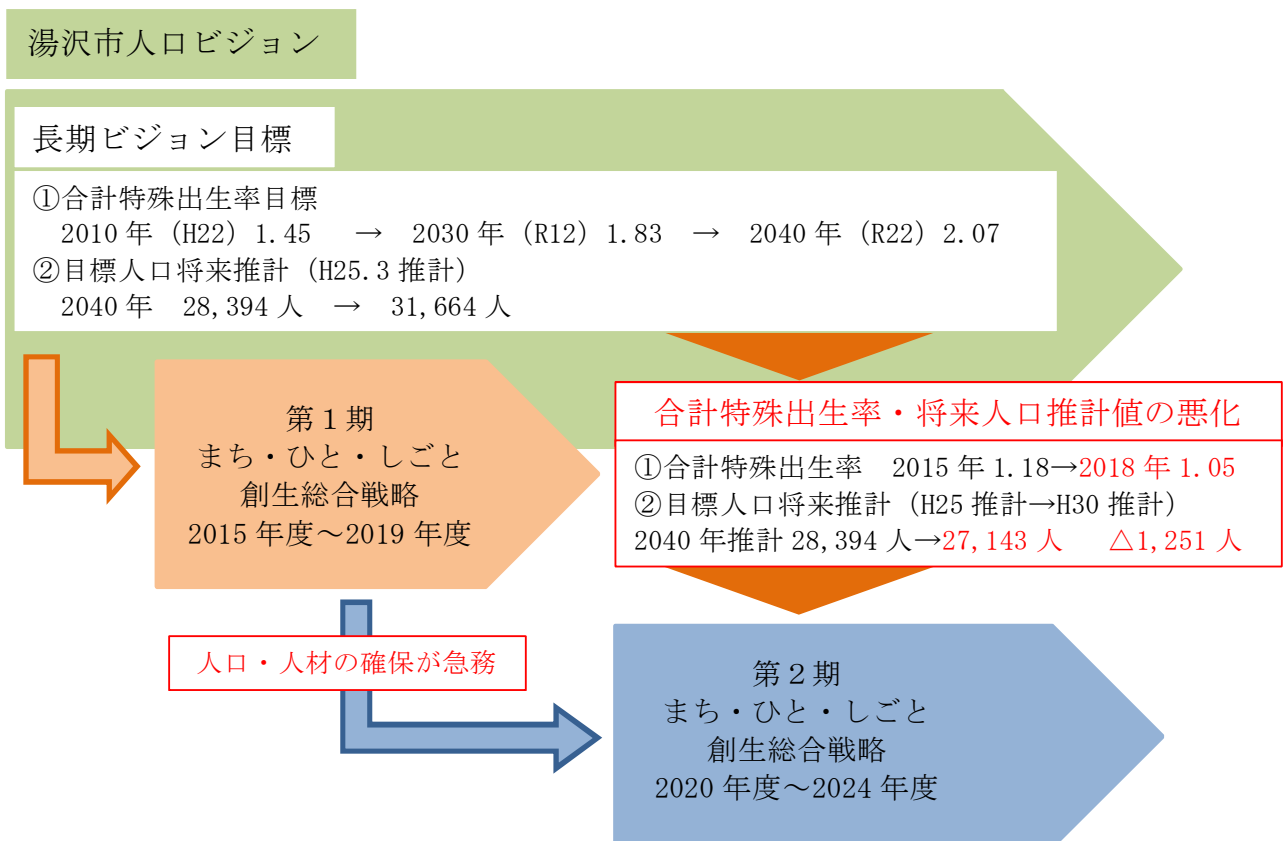 湯沢市人口ビジョン
長期ビジョン目標
①合計特殊出生率目標
2010年（H22）1.45　→　2030年（R12）1.83　→　2040年（R22）2.07
②目標人口将来推計（H25.3推計）
2040年　28,394人　→　31,664人
第１期
まち・ひと・しごと
創生総合戦略
2015年度～2019年度
合計特殊出生率・将来人口推計値の悪化
①合計特殊出生率　2015年1.18→2018年1.05
②目標人口将来推計（H25推計→H30推計）
2040年推計28,394人→27,143人　△1,251人
人口・人材の確保が急務
第２期
まち・ひと・しごと
創生総合戦略
2020年度～2024年度